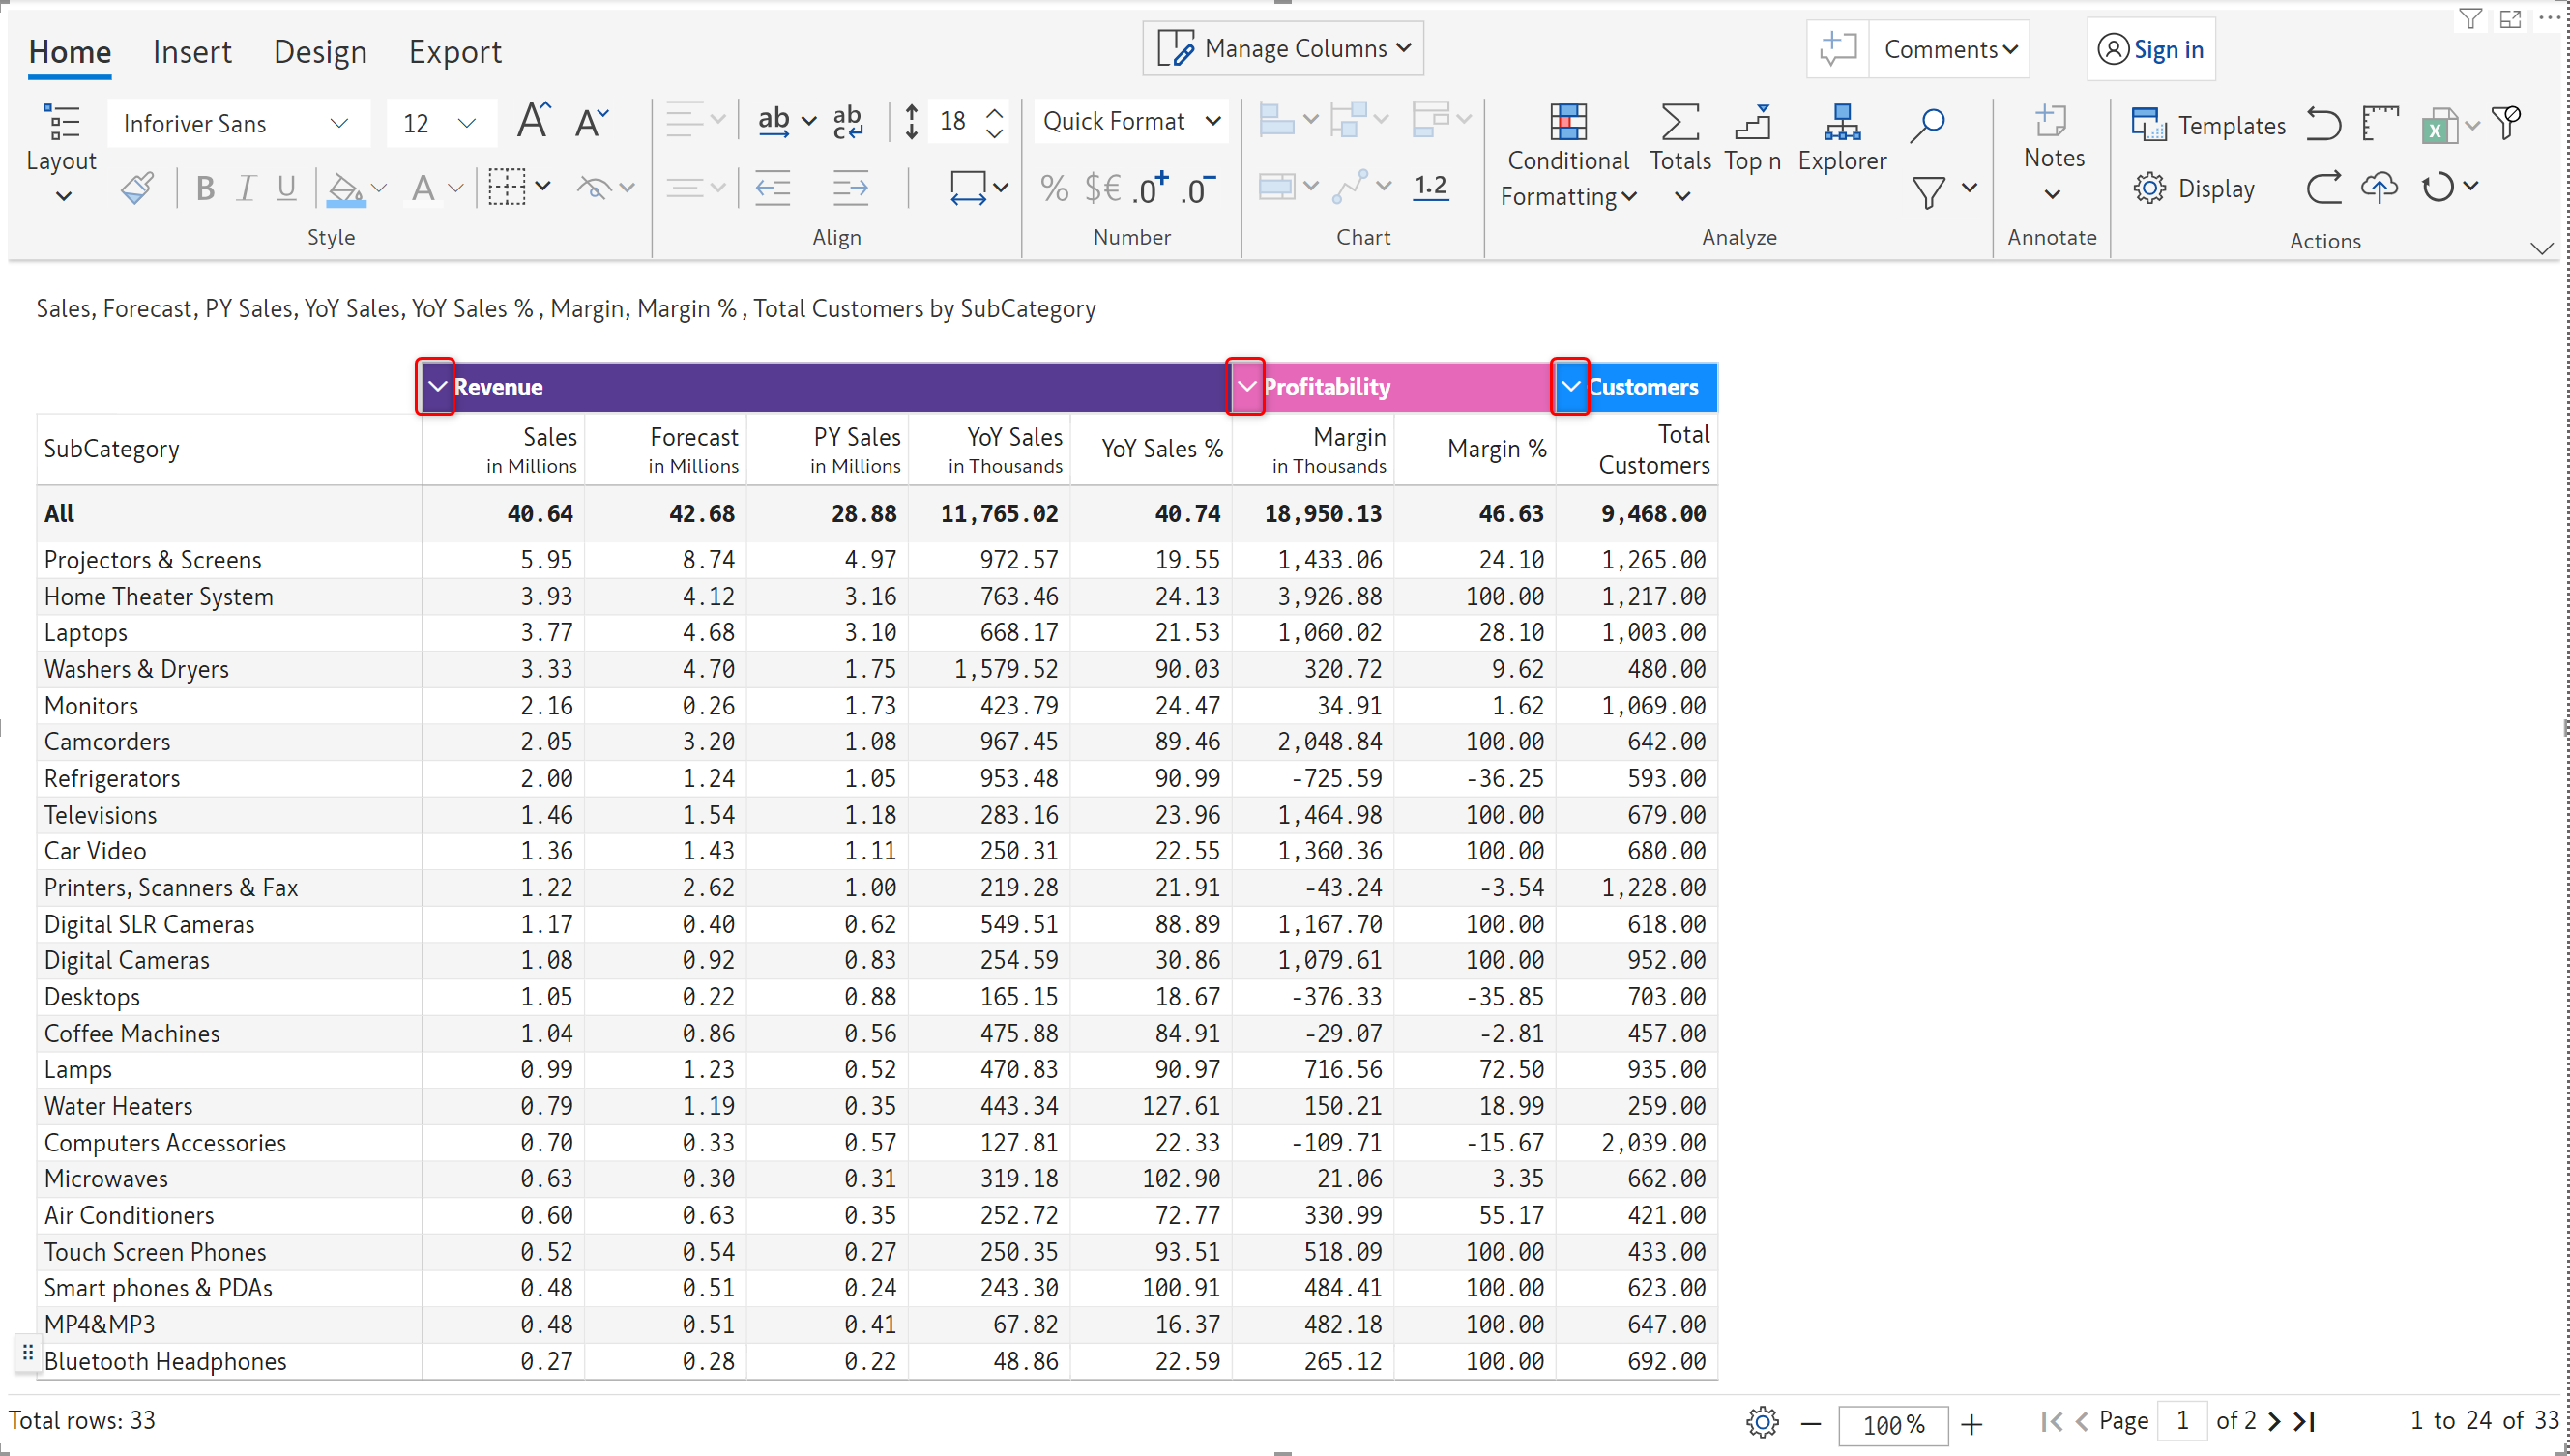 Home Insert Design Export Manage Columns Comments Sign in
Inforiver Sans 12 ab ab 18 Quick Format Templates
Layout c Conditional Totals Top n Explorer Notes
B I U A % $€ .0+ .0- 1.2 Formatting Display
Style Align Number Chart Analyze Annotate Actions
Sales, Forecast, PY Sales, YoY Sales, YoY Sales %, Margin, Margin %, Total Customers by SubCategory
Revenue Profitability Customers
SubCategory Sales Forecast PY Sales YoY Sales YoY Sales % Margin Margin % Total
in Millions in Millions in Millions in Thousands in Thousands Customers
All 40.64 42.68 28.88 11,765.02 40.74 18,950.13 46.63 9,468.00
Projectors & Screens 5.95 8.74 4.97 972.57 19.55 1,433.06 24.10 1,265.00
Home Theater System 3.93 4.12 3.16 763.46 24.13 3,926.88 100.00 1,217.00
Laptops 3.77 4.68 3.10 668.17 21.53 1,060.02 28.10 1,003.00
Washers & Dryers 3.33 4.70 1.75 1,579.52 90.03 320.72 9.62 480.00
Monitors 2.16 0.26 1.73 423.79 24.47 34.91 1.62 1,069.00
Camcorders 2.05 3.20 1.08 967.45 89.46 2,048.84 100.00 642.00
Refrigerators 2.00 1.24 1.05 953.48 90.99 -725.59 -36.25 593.00
Televisions 1.46 1.54 1.18 283.16 23.96 1,464.98 100.00 679.00
Car Video 1.36 1.43 1.11 250.31 22.55 1,360.36 100.00 680.00
Printers, Scanners & Fax 1.22 2.62 1.00 219.28 21.91 -43.24 -3.54 1,228.00
Digital SLR Cameras 1.17 0.40 0.62 549.51 88.89 1,167.70 100.00 618.00
Digital Cameras 1.08 0.92 0.83 254.59 30.86 1,079.61 100.00 952.00
Desktops 1.05 0.22 0.88 165.15 18.67 -376.33 -35.85 703.00
Coffee Machines 1.04 0.86 0.56 475.88 84.91 -29.07 -2.81 457.00
Lamps 0.99 1.23 0.52 470.83 90.97 716.56 72.50 935.00
Water Heaters 0.79 1.19 0.35 443.34 127.61 150.21 18.99 259.00
Computers Accessories 0.70 0.33 0.57 127.81 22.33 -109.71 -15.67 2,039.00
Microwaves 0.63 0.30 0.31 319.18 102.90 21.06 3.35 662.00
Air Conditioners 0.60 0.63 0.35 252.72 72.77 330.99 55.17 421.00
Touch Screen Phones 0.52 0.54 0.27 250.35 93.51 518.09 100.00 433.00
Smart phones & PDAs 0.48 0.51 0.24 243.30 100.91 484.41 100.00 623.00
MP4&MP3 0.48 0.51 0.41 67.82 16.37 482.18 100.00 647.00
Bluetooth Headphones 0.27 0.28 0.22 48.86 22.59 265.12 100.00 692.00
Total rows: 33 100% Page 1 of 2 1 to 24 of 33